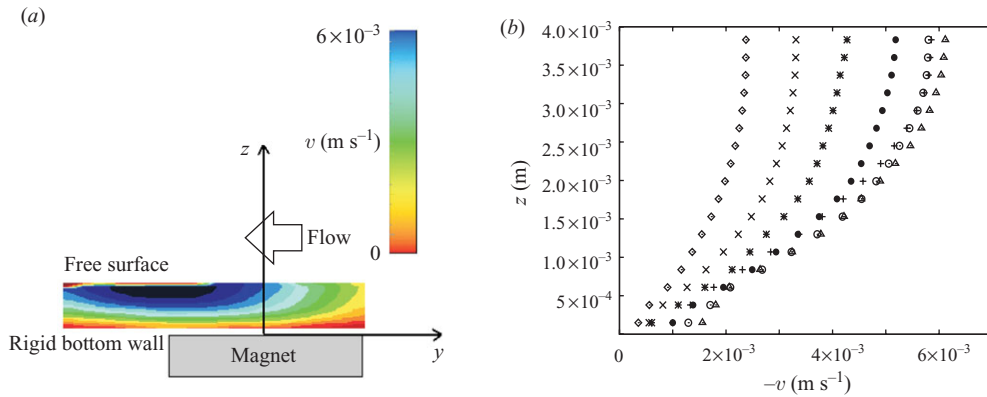 (a)
6×10⁻³
v (m s⁻¹)
0
z
Flow
Free surface
Rigid bottom wall
Magnet
y
(b)
4.0×10⁻³
3.5×10⁻³
3.0×10⁻³
2.5×10⁻³
2.0×10⁻³
1.5×10⁻³
1.0×10⁻³
5.0×10⁻⁴
z (m)
0
2×10⁻³
4×10⁻³
6×10⁻³
−v (m s⁻¹)